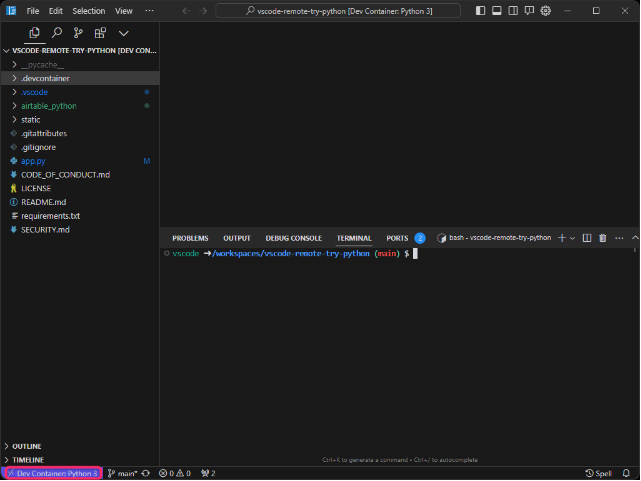 File Edit Selection View ··· vscode-remote-try-python [Dev Container: Python 3]
VSCODE-REMOTE-TRY-PYTHON [DEV CON...
__pycache__
.devcontainer
.vscode
airtable_python
static
.gitattributes
.gitignore
app.py M
CODE_OF_CONDUCT.md
LICENSE
README.md
requirements.txt
SECURITY.md
PROBLEMS OUTPUT DEBUG CONSOLE TERMINAL PORTS 2 bash - vscode-remote-try-python
vscode ➜/workspaces/vscode-remote-try-python (main) $
OUTLINE
TIMELINE
Ctrl+K to generate a command • Ctrl+/ to autocomplete
Dev Container: Python 3 main* 0 0 2 Spell